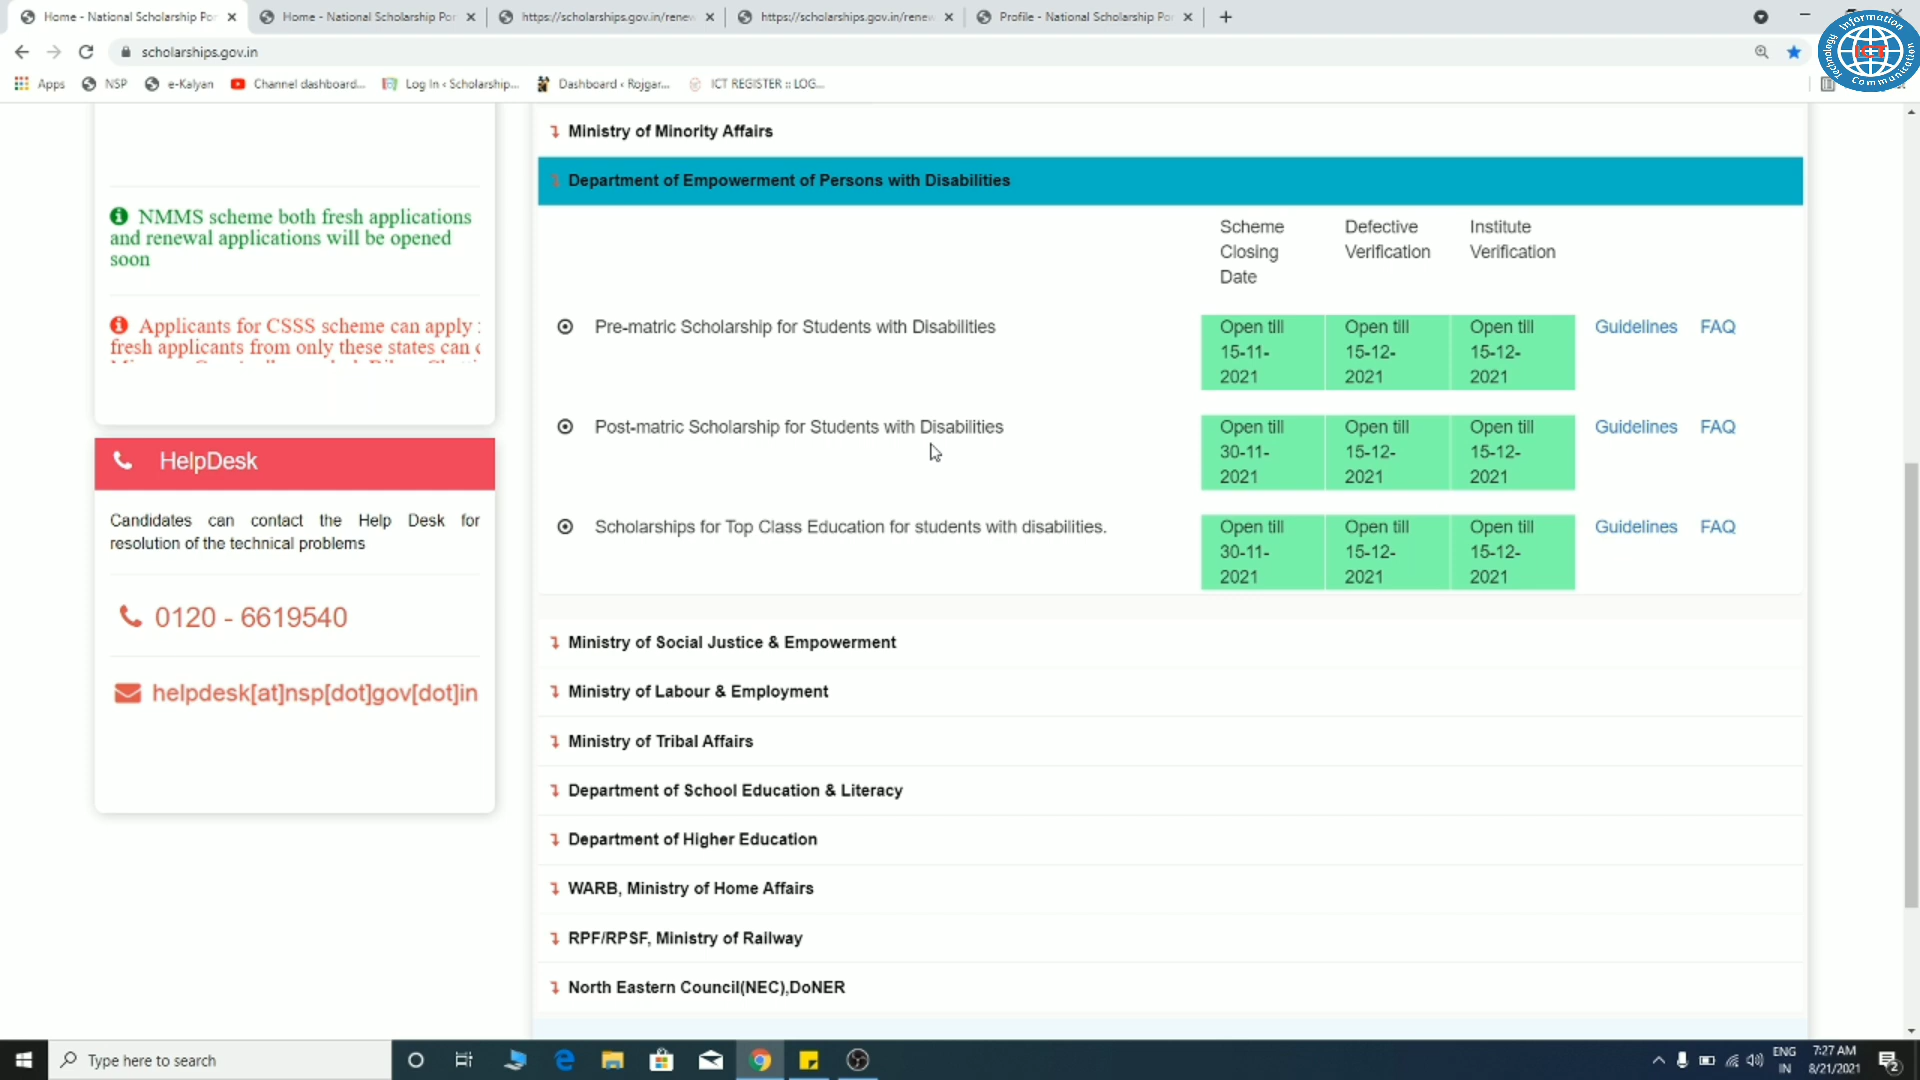 Home - National Scholarship Por
Home - National Scholarship Por
https://scholarships.gov.in/renew
https://scholarships.gov.in/renew
Profile - National Scholarship Por
scholarships.gov.in
Information
ICT
Communication
Technology
Apps
NSP
e-Kalyan
Channel dashboard...
Log In ‹ Scholarship...
Dashboard ‹ Rojgar...
ICT REGISTER :: LOG...
NMMS scheme both fresh applications
and renewal applications will be opened
soon
Applicants for CSSS scheme can apply
fresh applicants from only these states can
HelpDesk
Candidates can contact the Help Desk for
resolution of the technical problems
0120 - 6619540
helpdesk[at]nsp[dot]gov[dot]in
Ministry of Minority Affairs
Department of Empowerment of Persons with Disabilities
Scheme Closing Date
Defective Verification
Institute Verification
Pre-matric Scholarship for Students with Disabilities
Open till 15-11-2021
Open till 15-12-2021
Open till 15-12-2021
Guidelines
FAQ
Post-matric Scholarship for Students with Disabilities
Open till 30-11-2021
Open till 15-12-2021
Open till 15-12-2021
Guidelines
FAQ
Scholarships for Top Class Education for students with disabilities.
Open till 30-11-2021
Open till 15-12-2021
Open till 15-12-2021
Guidelines
FAQ
Ministry of Social Justice & Empowerment
Ministry of Labour & Employment
Ministry of Tribal Affairs
Department of School Education & Literacy
Department of Higher Education
WARB, Ministry of Home Affairs
RPF/RPSF, Ministry of Railway
North Eastern Council(NEC),DoNER
Type here to search
ENG
IN
7:27 AM
8/21/2021
2